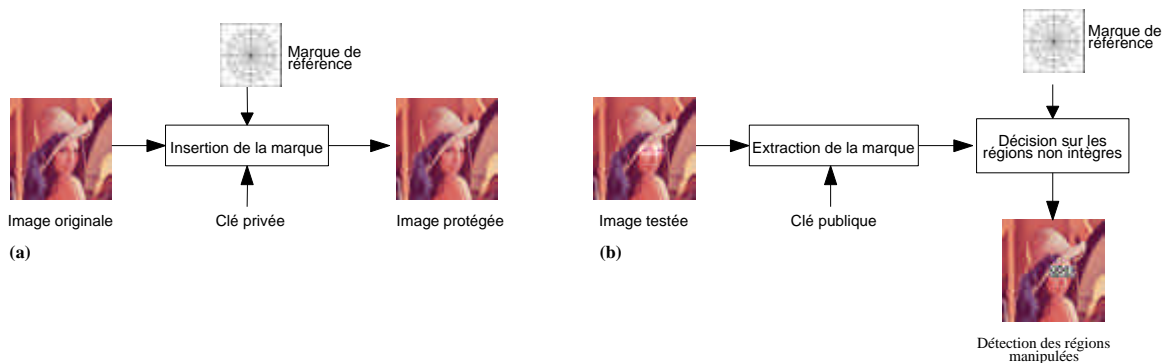 Marque de
référence
Insertion de la marque
Image originale
Clé privée
Image protégée
(a)
Marque de
référence
Extraction de la marque
Décision sur les
régions non intègres
Image testée
Clé publique
(b)
Détection des régions
manipulées